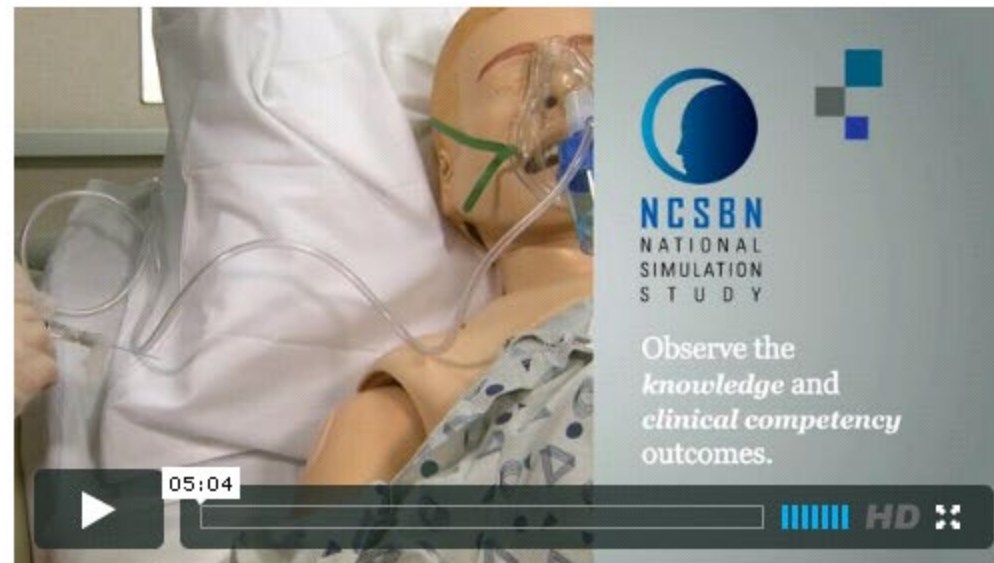 NCSBN
NATIONAL
SIMULATION
STUDY
Observe the
knowledge and
clinical competency
outcomes.
05:04
HD